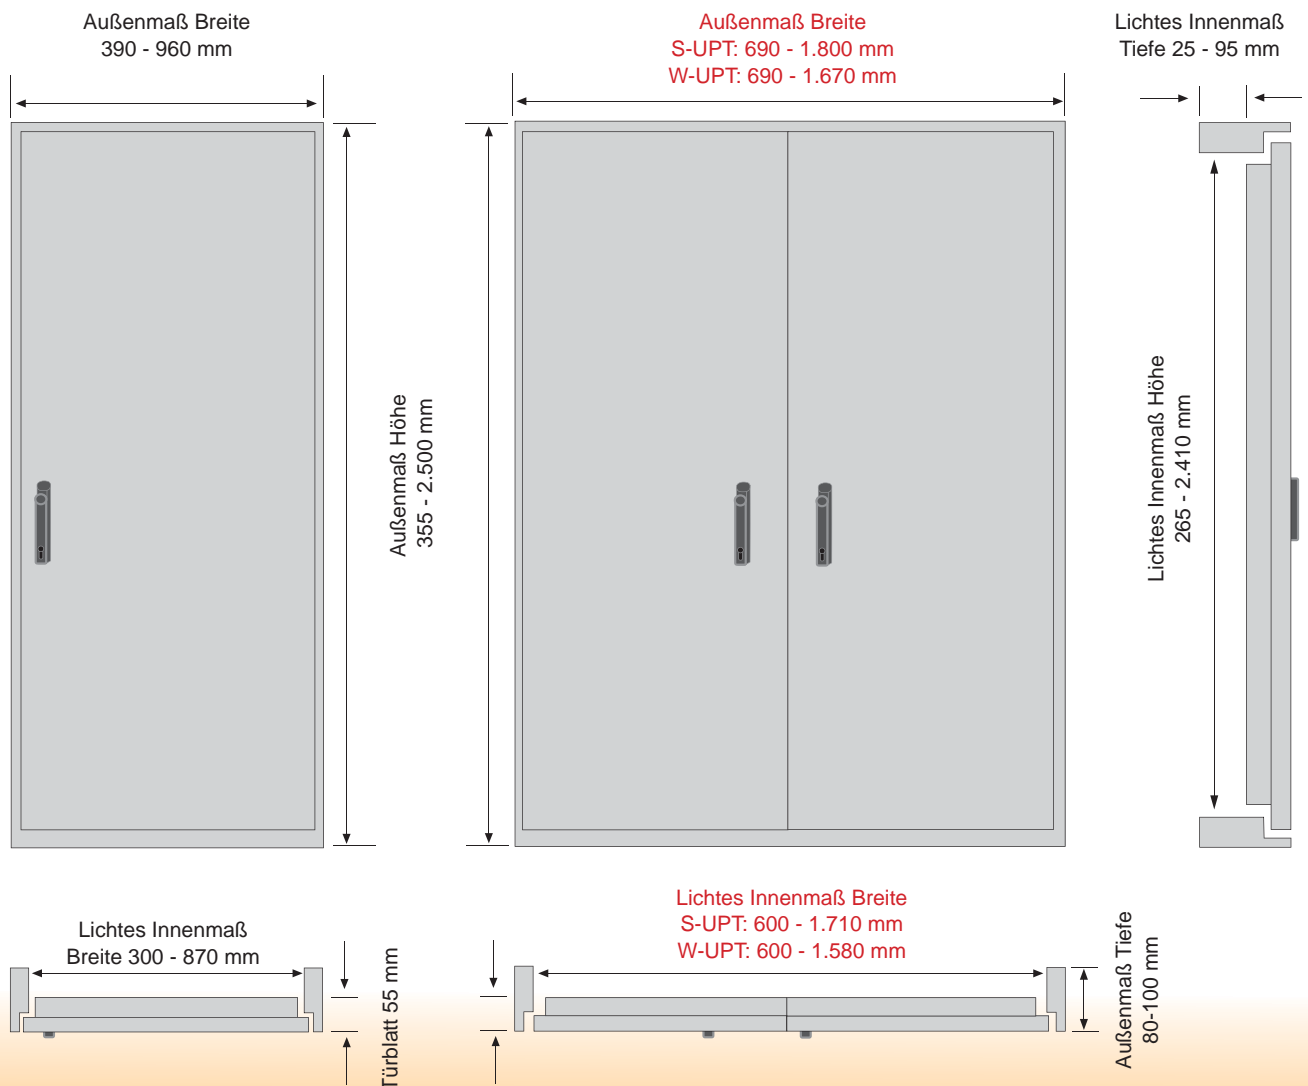 Außenmaß Breite
390 - 960 mm
Außenmaß Breite
S-UPT: 690 - 1.800 mm
W-UPT: 690 - 1.670 mm
Lichtes Innenmaß
Tiefe 25 - 95 mm
Außenmaß Höhe
355 - 2.500 mm
Lichtes Innenmaß Höhe
265 - 2.410 mm
Lichtes Innenmaß
Breite 300 - 870 mm
Türblatt 55 mm
Lichtes Innenmaß Breite
S-UPT: 600 - 1.710 mm
W-UPT: 600 - 1.580 mm
Außenmaß Tiefe
80-100 mm